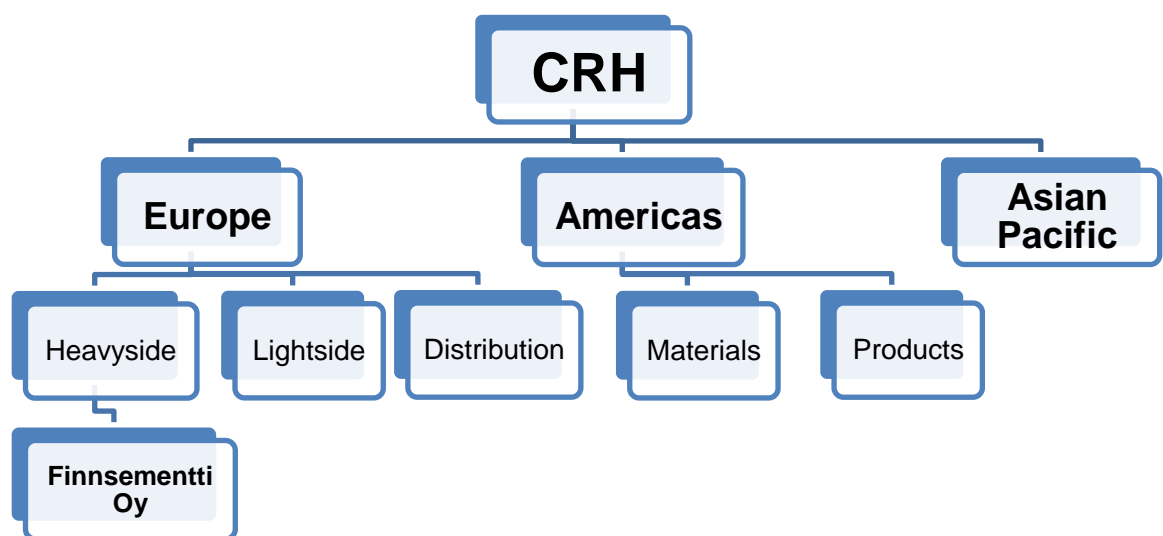 CRH
Europe
Americas
Asian
Pacific
Heavyside
Lightside
Distribution
Materials
Products
Finnsementti
Oy